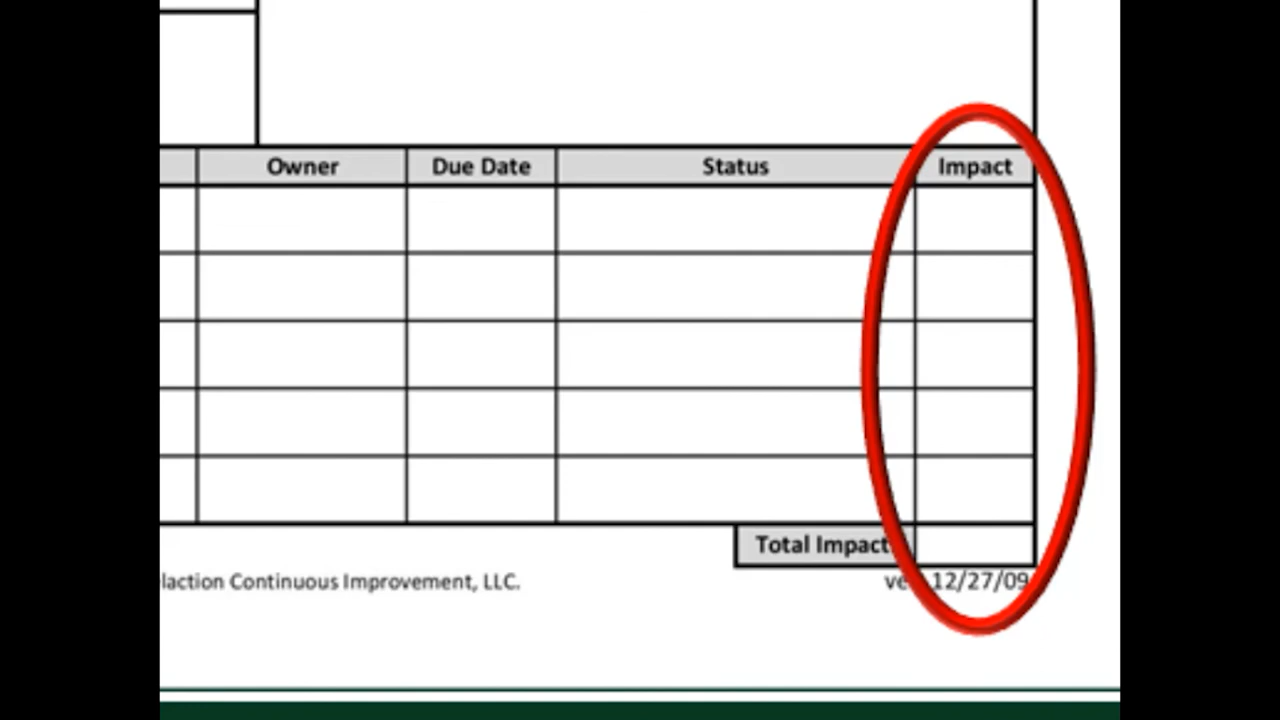 Owner Due Date Status Impact
Total Impact
laction Continuous Improvement, LLC. 12/27/09